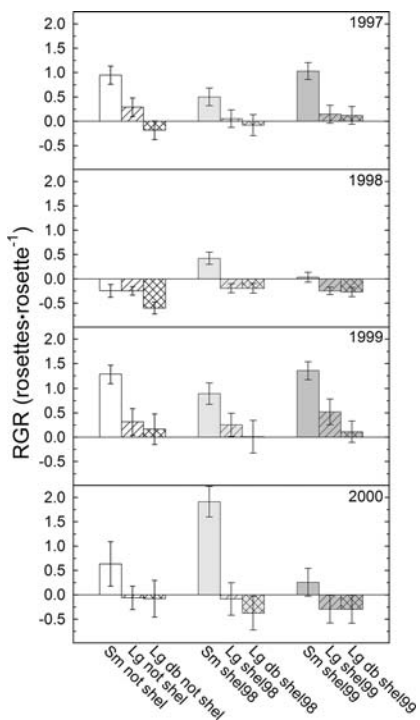 RGR (rosettes·rosette⁻¹)
1997
2.0
1.5
1.0
0.5
0.0
-0.5
1998
2.0
1.5
1.0
0.5
0.0
-0.5
1999
2.0
1.5
1.0
0.5
0.0
-0.5
2000
2.0
1.5
1.0
0.5
0.0
-0.5
Sm not shel
Lg not shel
Lg db not shel
Sm shel98
Lg shel98
Lg db shel98
Sm shel99
Lg shel99
Lg db shel99